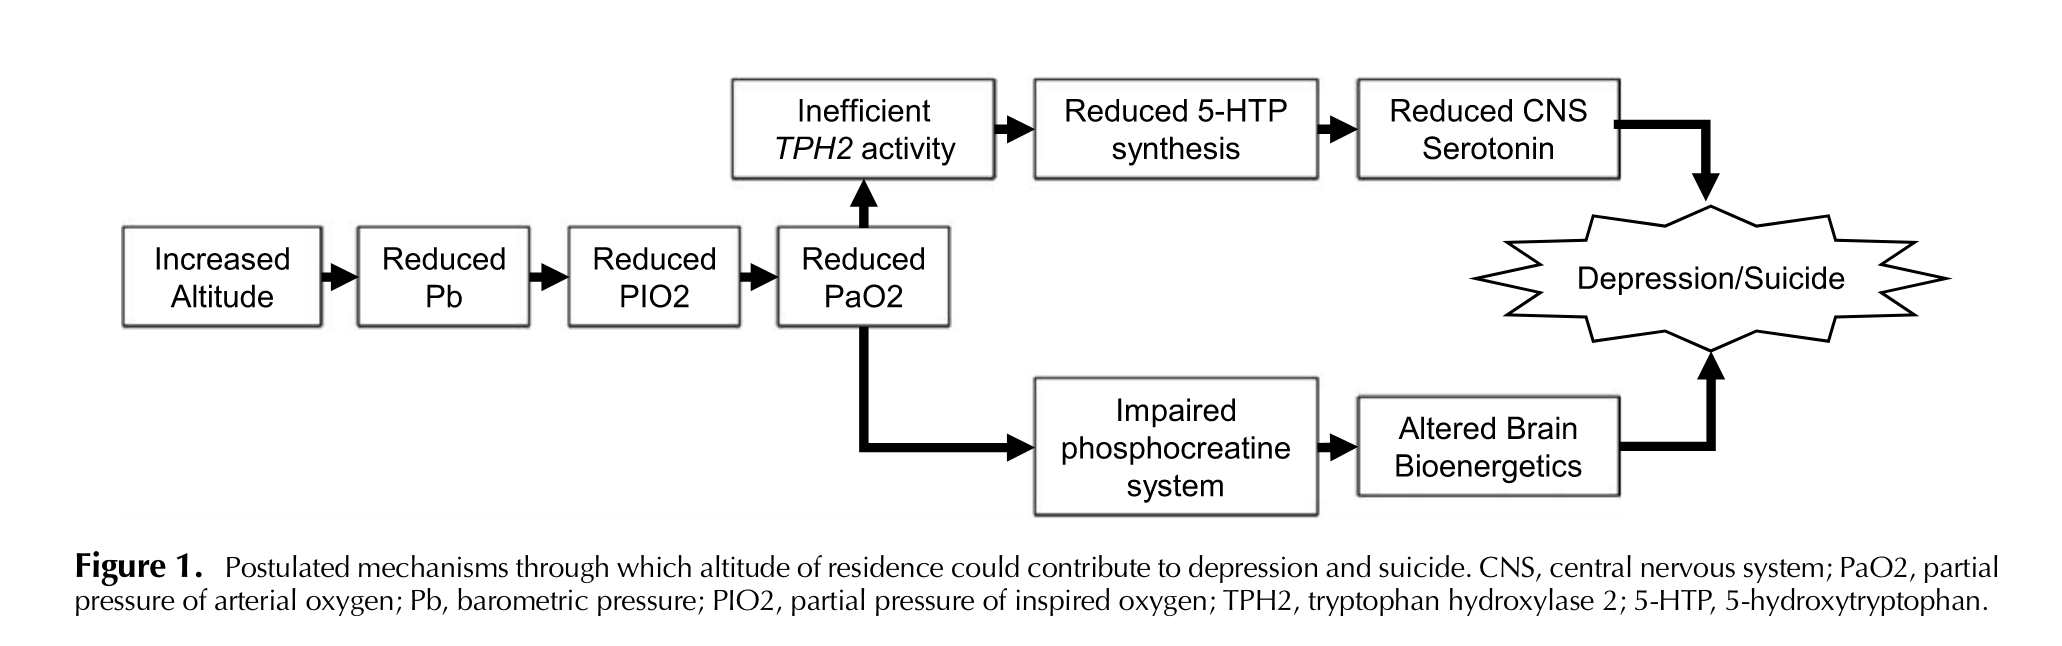 Inefficient
TPH2 activity
Reduced 5-HTP
synthesis
Reduced CNS
Serotonin
Increased
Altitude
Reduced
Pb
Reduced
PIO2
Reduced
PaO2
Depression/Suicide
Impaired
phosphocreatine
system
Altered Brain
Bioenergetics
Figure 1. Postulated mechanisms through which altitude of residence could contribute to depression and suicide. CNS, central nervous system; PaO2, partial
pressure of arterial oxygen; Pb, barometric pressure; PIO2, partial pressure of inspired oxygen; TPH2, tryptophan hydroxylase 2; 5-HTP, 5-hydroxytryptophan.